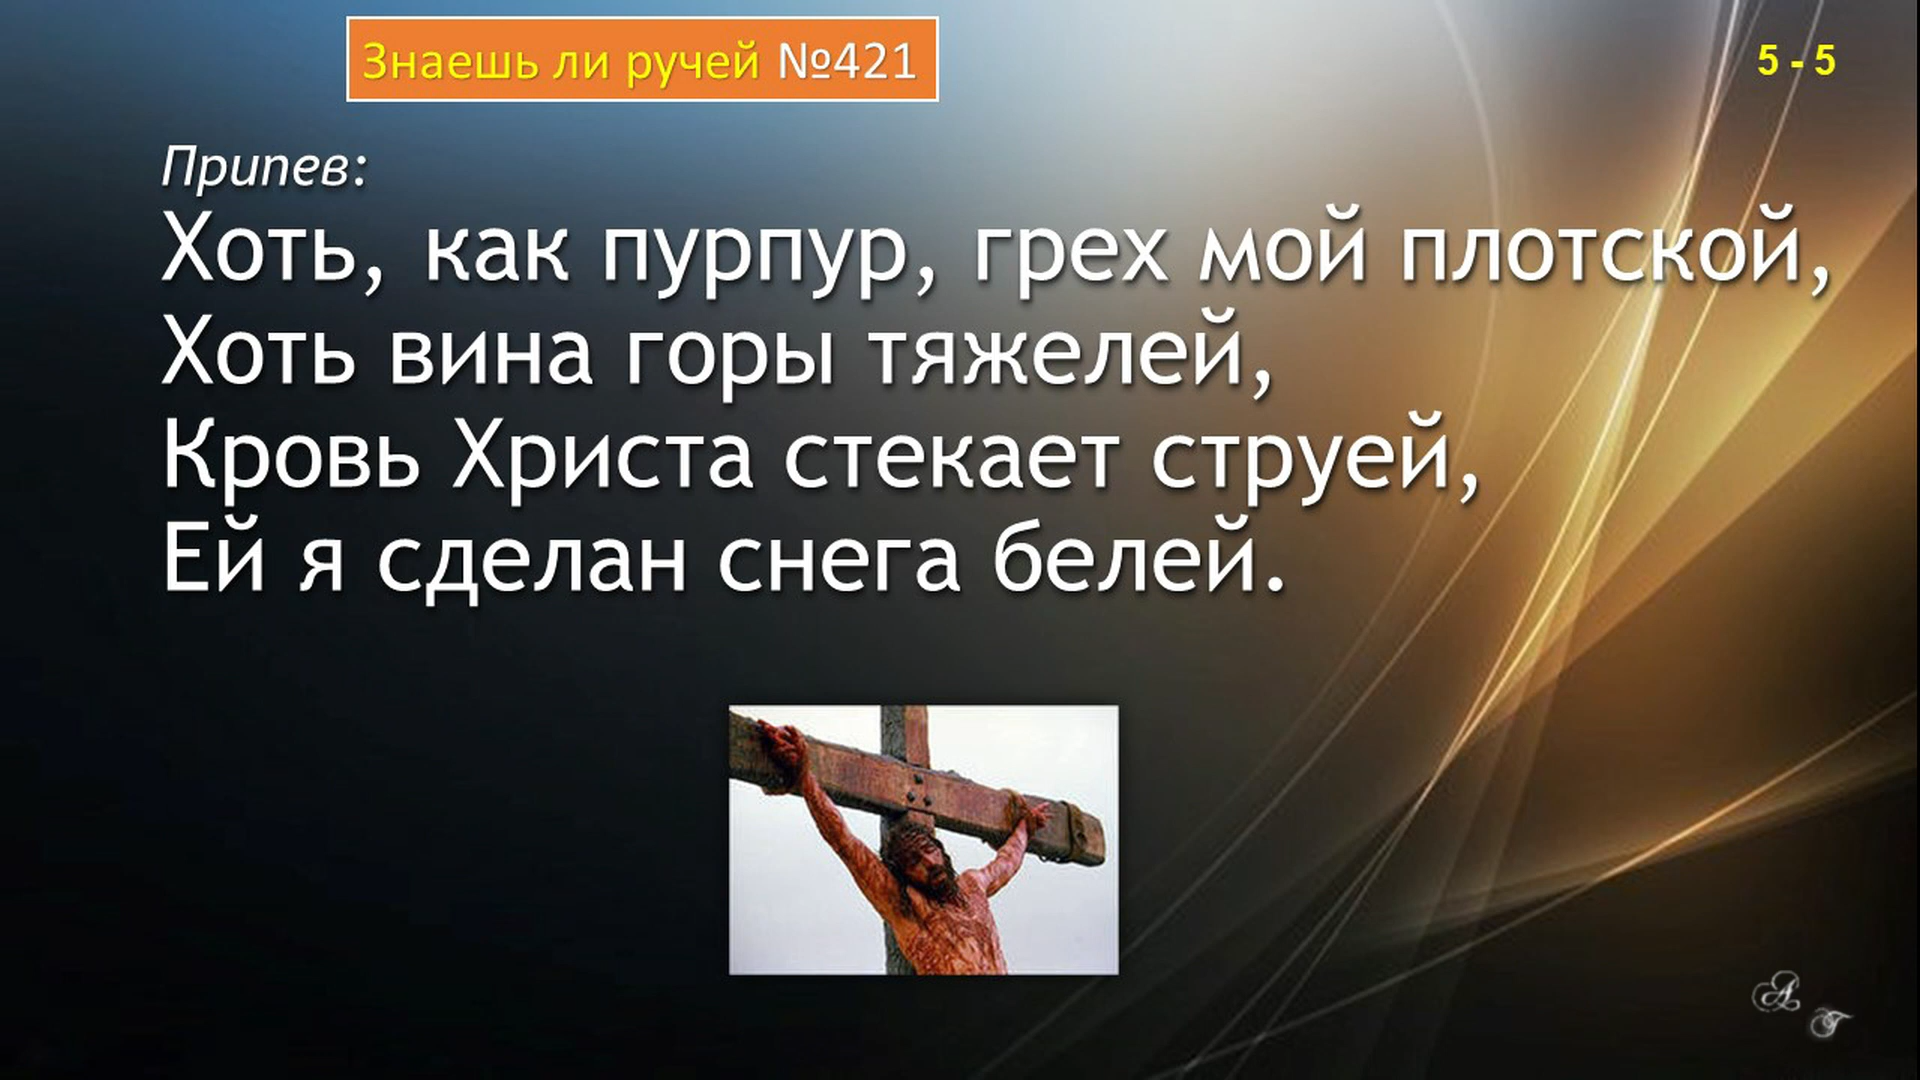 Знаешь ли ручей №421
5 - 5
Припев:
Хоть, как пурпур, грех мой плотской,
Хоть вина горы тяжелей,
Кровь Христа стекает струей,
Ей я сделан снега белей.